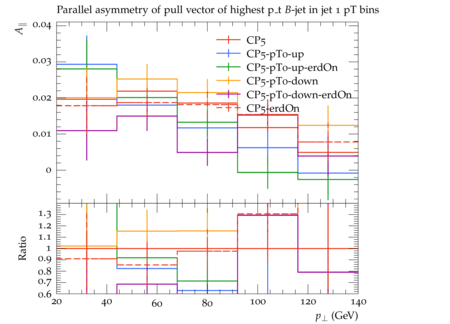 Parallel asymmetry of pull vector of highest p_t B-jet in jet 1 pT bins
A∥
0.04
0.03
0.02
0.01
0
CP5
CP5-pTo-up
CP5-pTo-up-erdOn
CP5-pTo-down
CP5-pTo-down-erdOn
CP5-erdOn
Ratio
1.3
1.2
1.1
1
0.9
0.8
0.7
0.6
20 40 60 80 100 120 140
p⊥ (GeV)